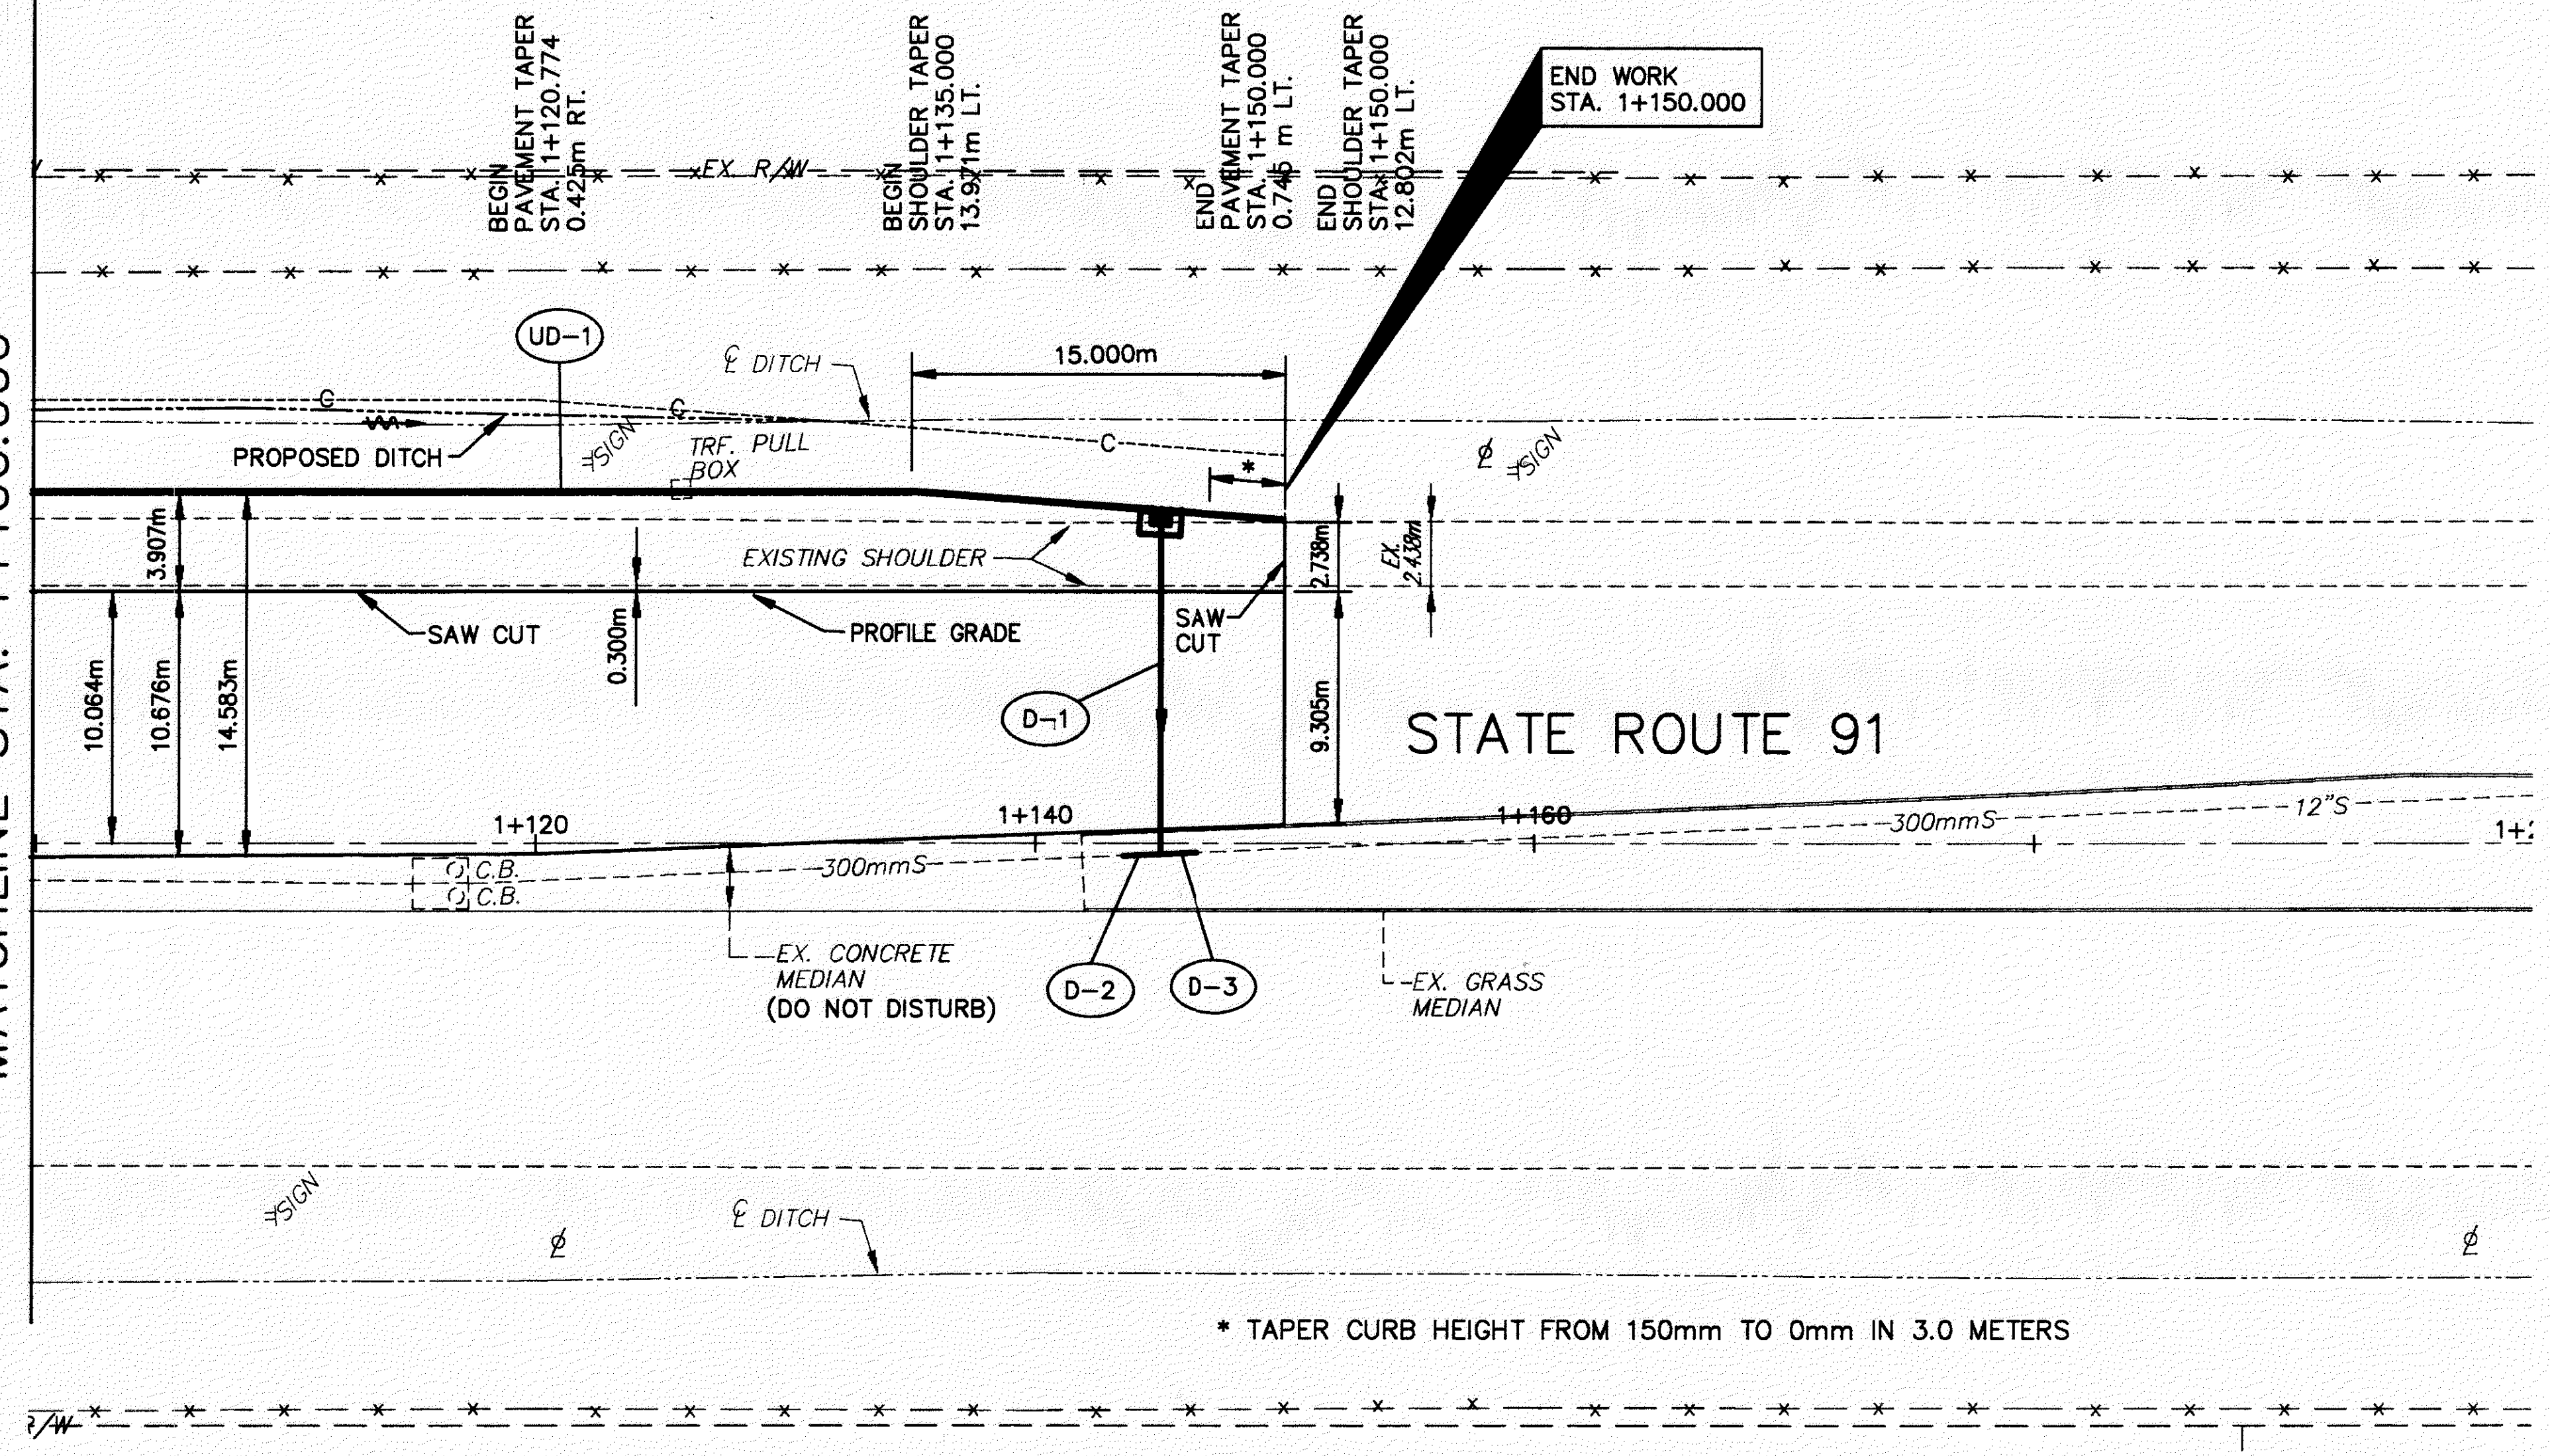 BEGIN
PAVEMENT TAPER
STA. 1+120.774
0.425m RT.
BEGIN
SHOULDER TAPER
STA. 1+135.000
13.971m LT.
END
PAVEMENT TAPER
STA. 1+150.000
0.745 m LT.
END
SHOULDER TAPER
STA. 1+150.000
12.802m LT.
END WORK
STA. 1+150.000
EX. R/W
UD-1
℄ DITCH
15.000m
C
C
C
PROPOSED DITCH
SIGN
TRF. PULL
BOX
*
SIGN
3.907m
EXISTING SHOULDER
2.738m
EX.
2.438m
SAW CUT
0.300m
PROFILE GRADE
SAW
CUT
10.064m
10.676m
14.583m
D-1
9.305m
STATE ROUTE 91
1+120
1+140
1+160
300mmS
12"S
C.B.
C.B.
300mmS
EX. CONCRETE
MEDIAN
(DO NOT DISTURB)
D-2
D-3
EX. GRASS
MEDIAN
SIGN
℄ DITCH
* TAPER CURB HEIGHT FROM 150mm TO 0mm IN 3.0 METERS
R/W